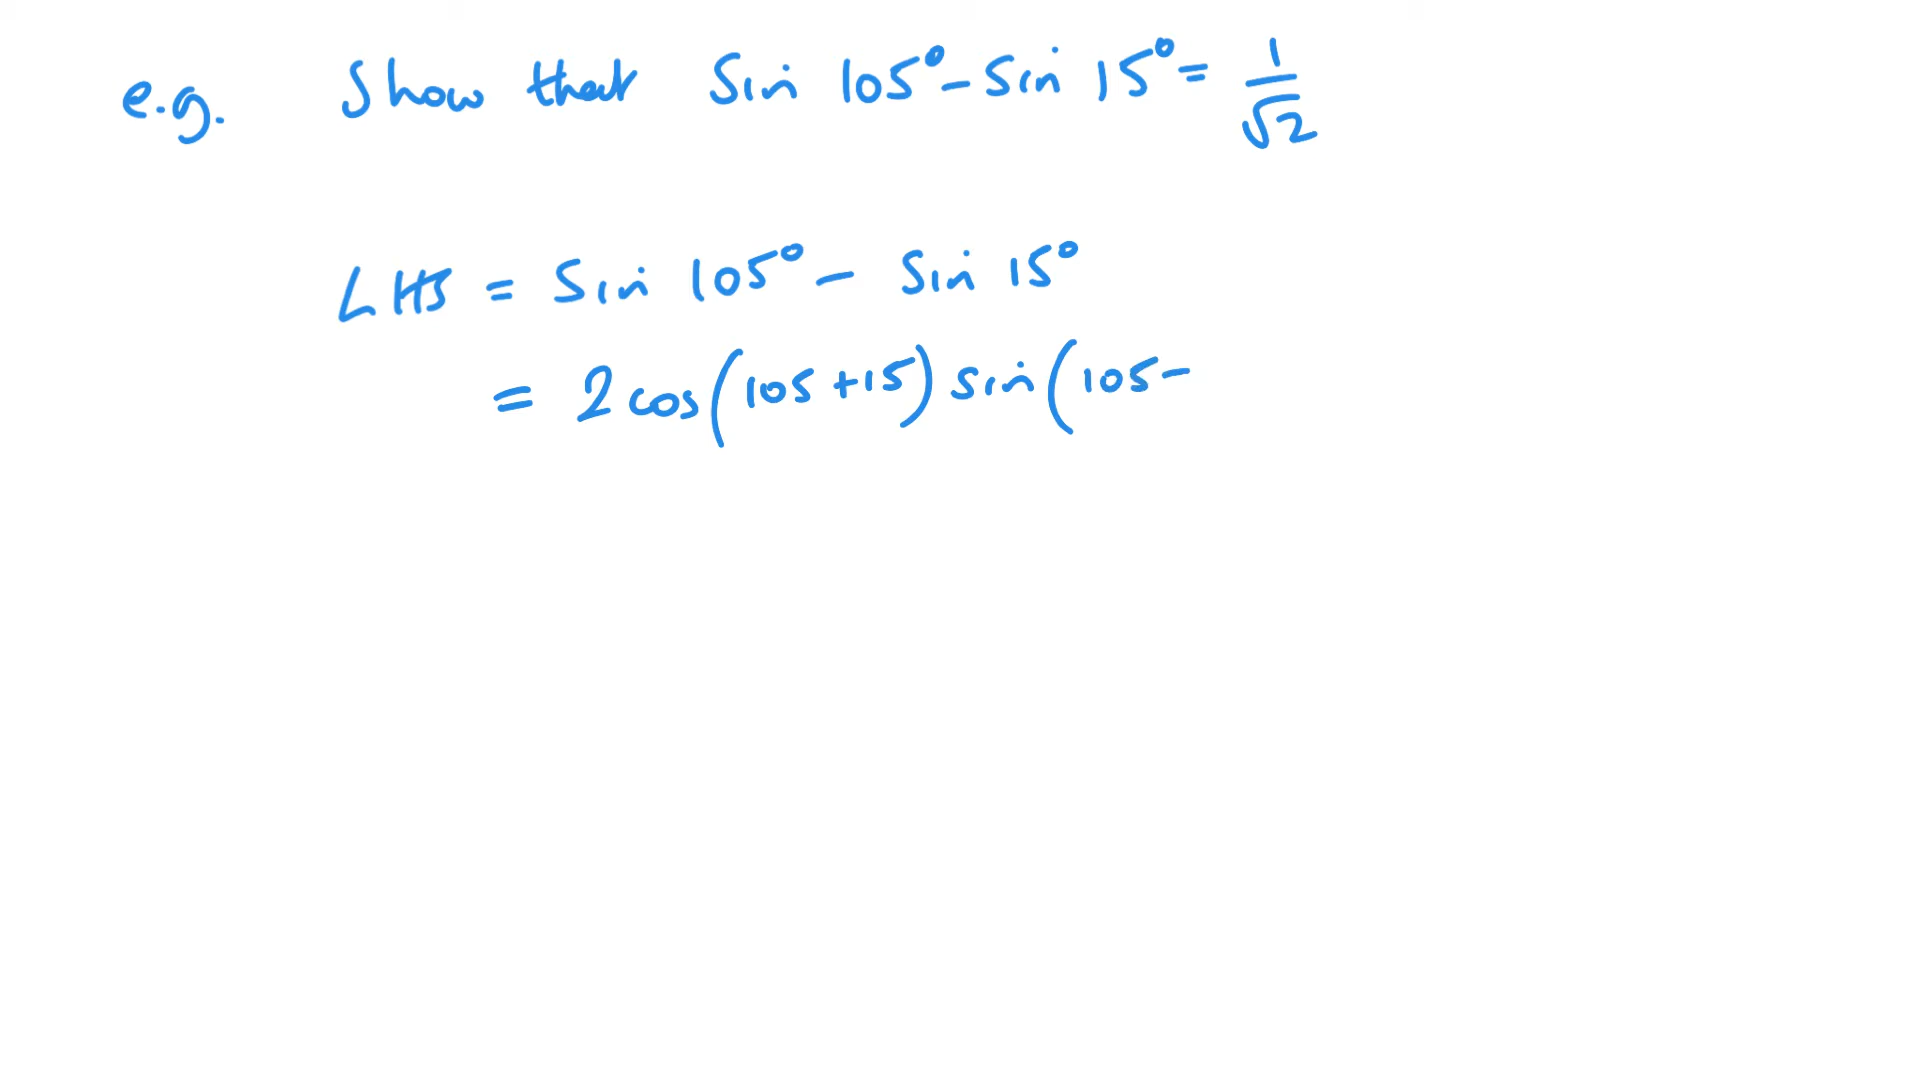 e.g. Show that Sin 105° - Sin 15° = 1/√2
LHS = Sin 105° - Sin 15°
= 2 cos(105+15) sin(105-